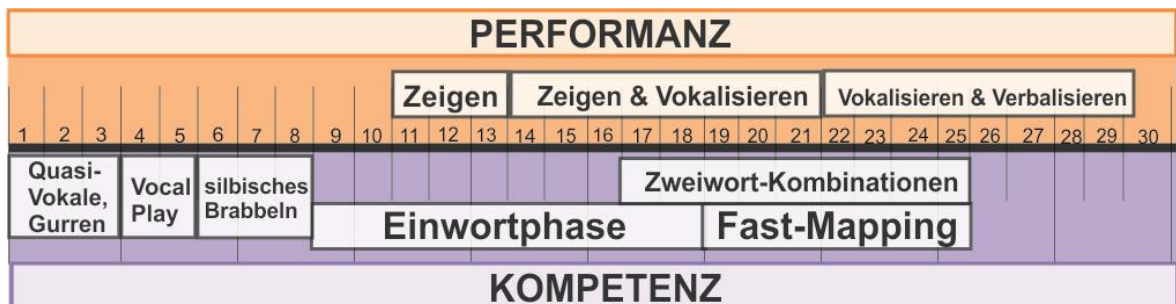 PERFORMANZ
Zeigen Zeigen & Vokalisieren Vokalisieren & Verbalisieren
1 2 3 4 5 6 7 8 9 10 11 12 13 14 15 16 17 18 19 20 21 22 23 24 25 26 27 28 29 30
Quasi-
Vokale,
Gurren
Vocal
Play
silbisches
Brabbeln
Zweiwort-Kombinationen
Einwortphase Fast-Mapping
KOMPETENZ